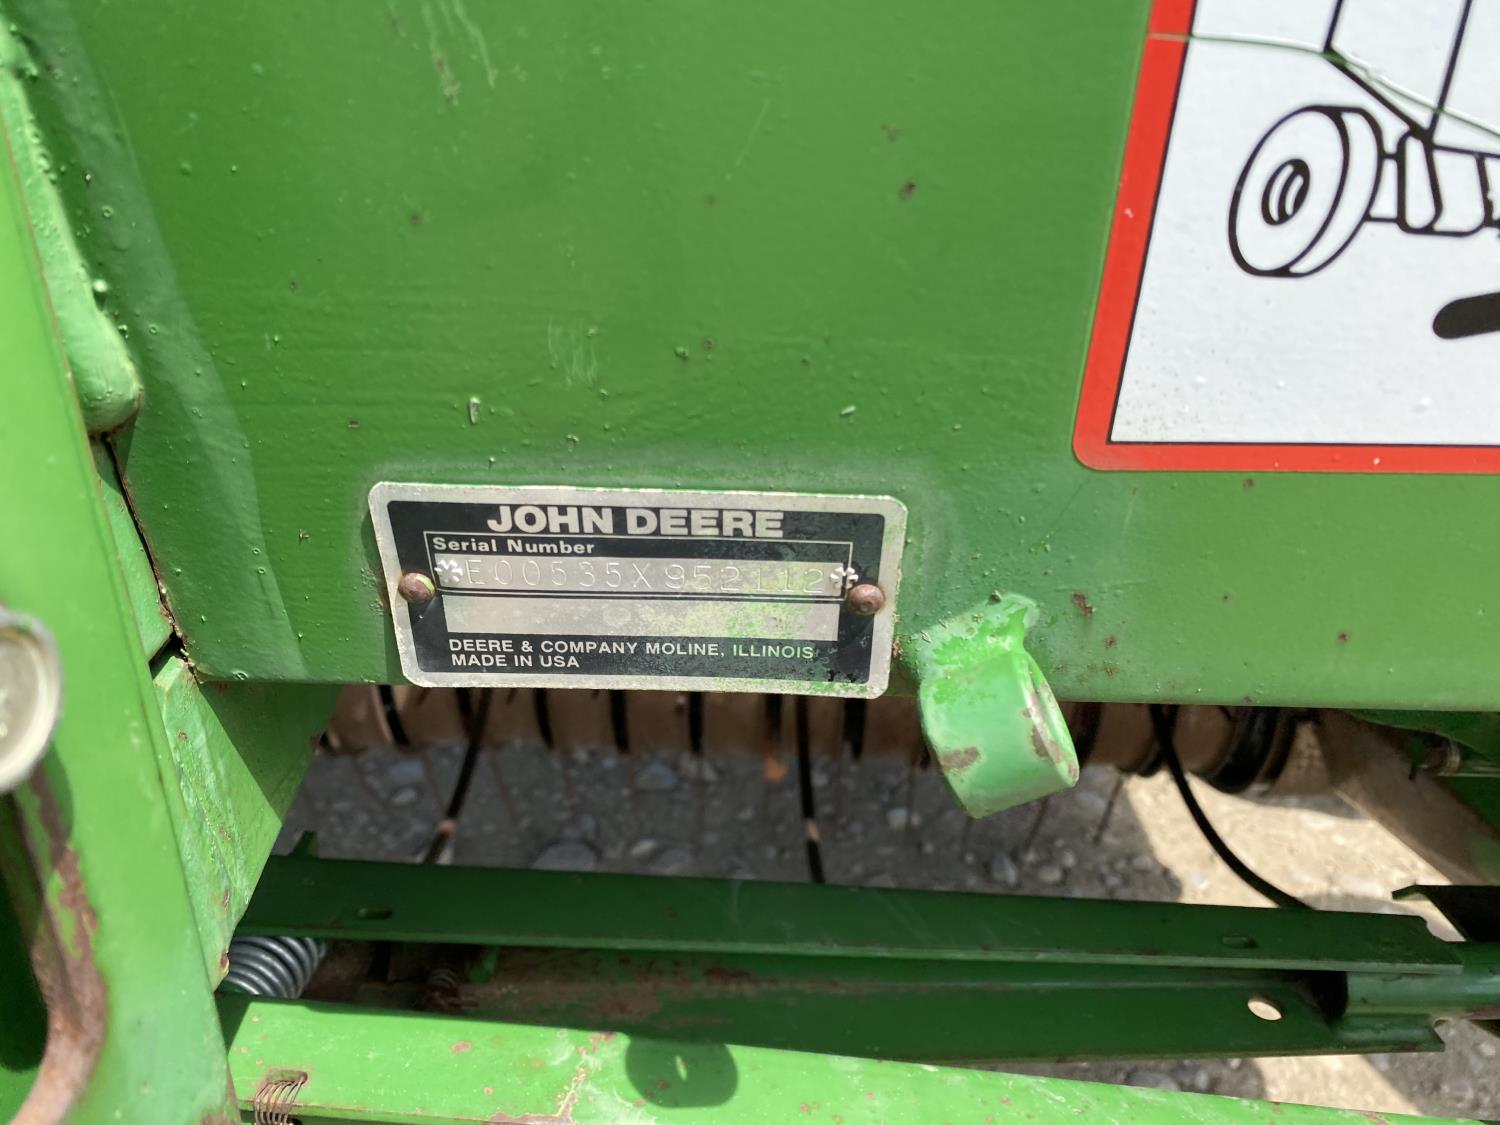 JOHN DEERE
Serial Number
*E00535X952112*
DEERE & COMPANY MOLINE, ILLINOIS
MADE IN USA